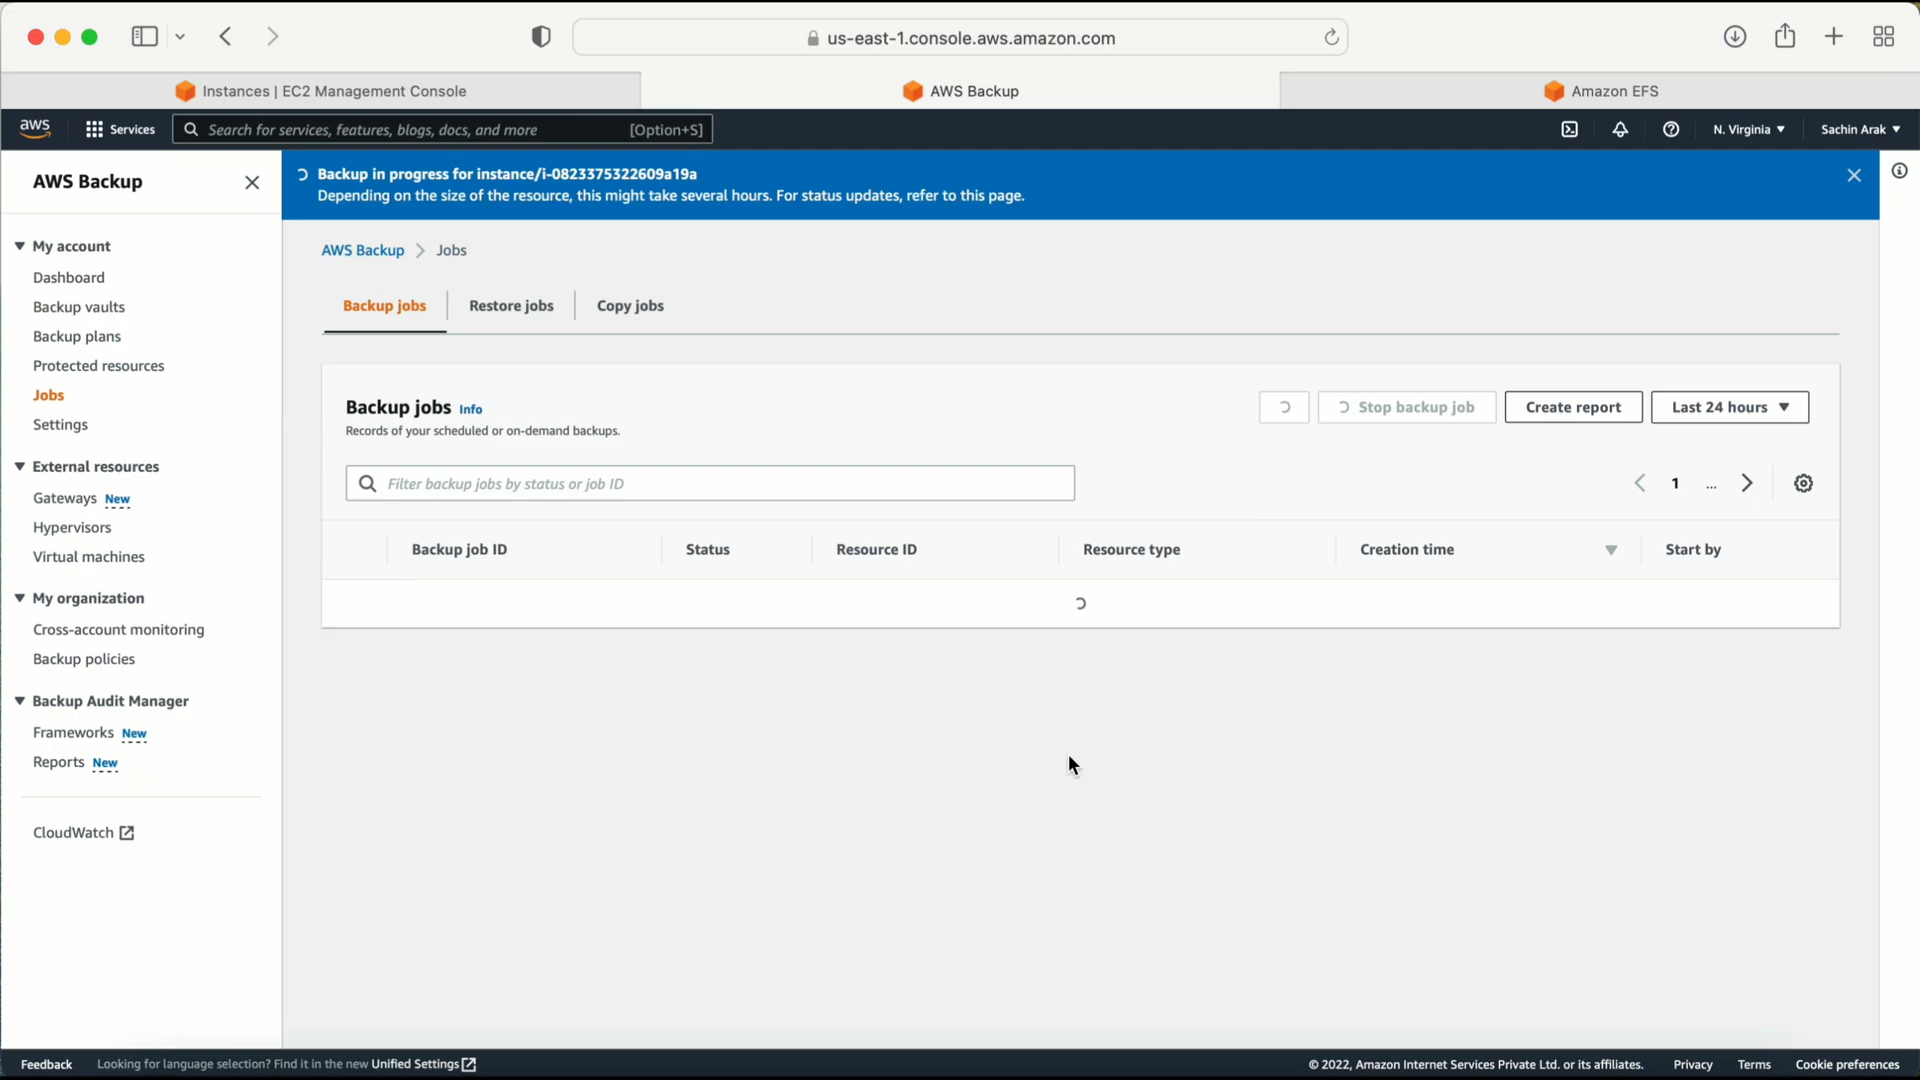 us-east-1.console.aws.amazon.com
Instances | EC2 Management Console
AWS Backup
Amazon EFS
aws
Services
Search for services, features, blogs, docs, and more
[Option+S]
N. Virginia
Sachin Arak
AWS Backup
My account
Dashboard
Backup vaults
Backup plans
Protected resources
Jobs
Settings
External resources
Gateways New
Hypervisors
Virtual machines
My organization
Cross-account monitoring
Backup policies
Backup Audit Manager
Frameworks New
Reports New
CloudWatch
Backup in progress for instance/i-0823375322609a19a
Depending on the size of the resource, this might take several hours. For status updates, refer to this page.
AWS Backup
Jobs
Backup jobs
Restore jobs
Copy jobs
Backup jobs Info
Records of your scheduled or on-demand backups.
Stop backup job
Create report
Last 24 hours
Filter backup jobs by status or job ID
1
...
Backup job ID
Status
Resource ID
Resource type
Creation time
Start by
Feedback
Looking for language selection? Find it in the new Unified Settings
© 2022, Amazon Internet Services Private Ltd. or its affiliates.
Privacy
Terms
Cookie preferences